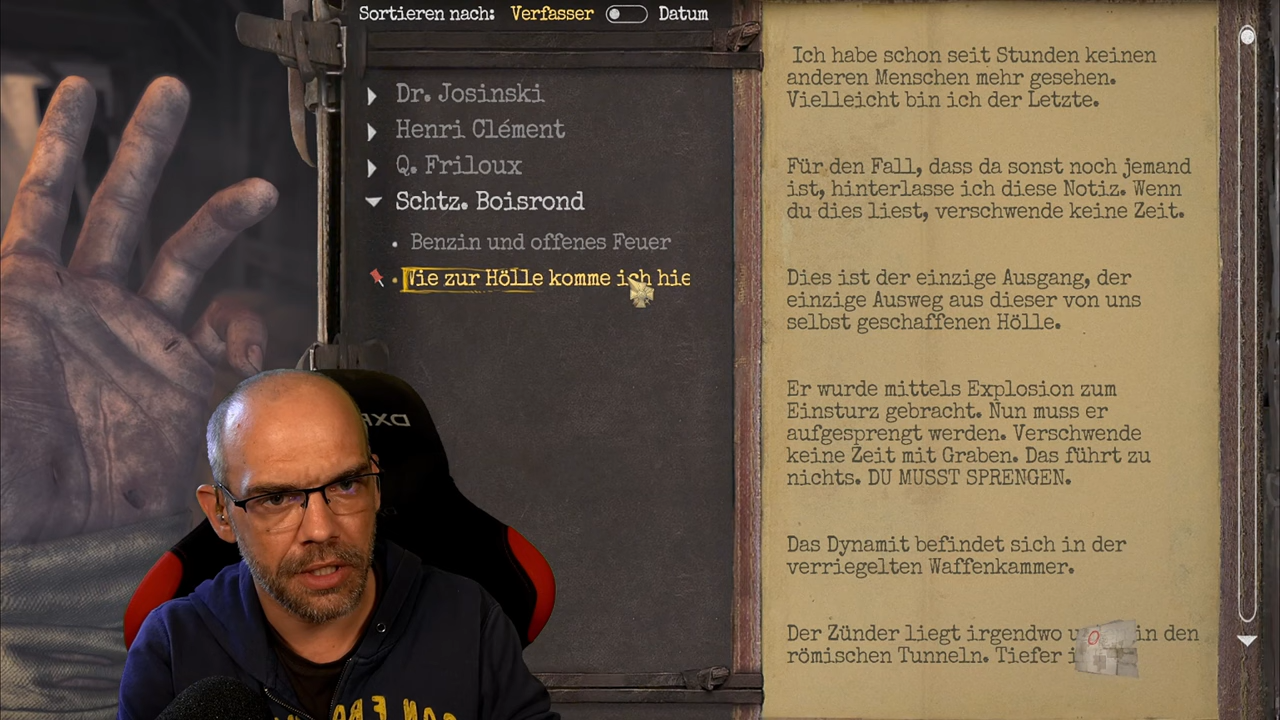 Sortieren nach: Verfasser Datum
Dr. Josinski
Henri Clément
Q. Friloux
Schtz. Boisrond
Benzin und offenes Feuer
Wie zur Hölle komme ich hie
Ich habe schon seit Stunden keinen
anderen Menschen mehr gesehen.
Vielleicht bin ich der Letzte.
Für den Fall, dass da sonst noch jemand
ist, hinterlasse ich diese Notiz. Wenn
du dies liest, verschwende keine Zeit.
Dies ist der einzige Ausgang, der
einzige Ausweg aus dieser von uns
selbst geschaffenen Hölle.
Er wurde mittels Explosion zum
Einsturz gebracht. Nun muss er
aufgesprengt werden. Verschwende
keine Zeit mit Graben. Das führt zu
nichts. DU MUSST SPRENGEN.
Das Dynamit befindet sich in der
verriegelten Waffenkammer.
Der Zünder liegt irgendwo in den
römischen Tunneln. Tiefer